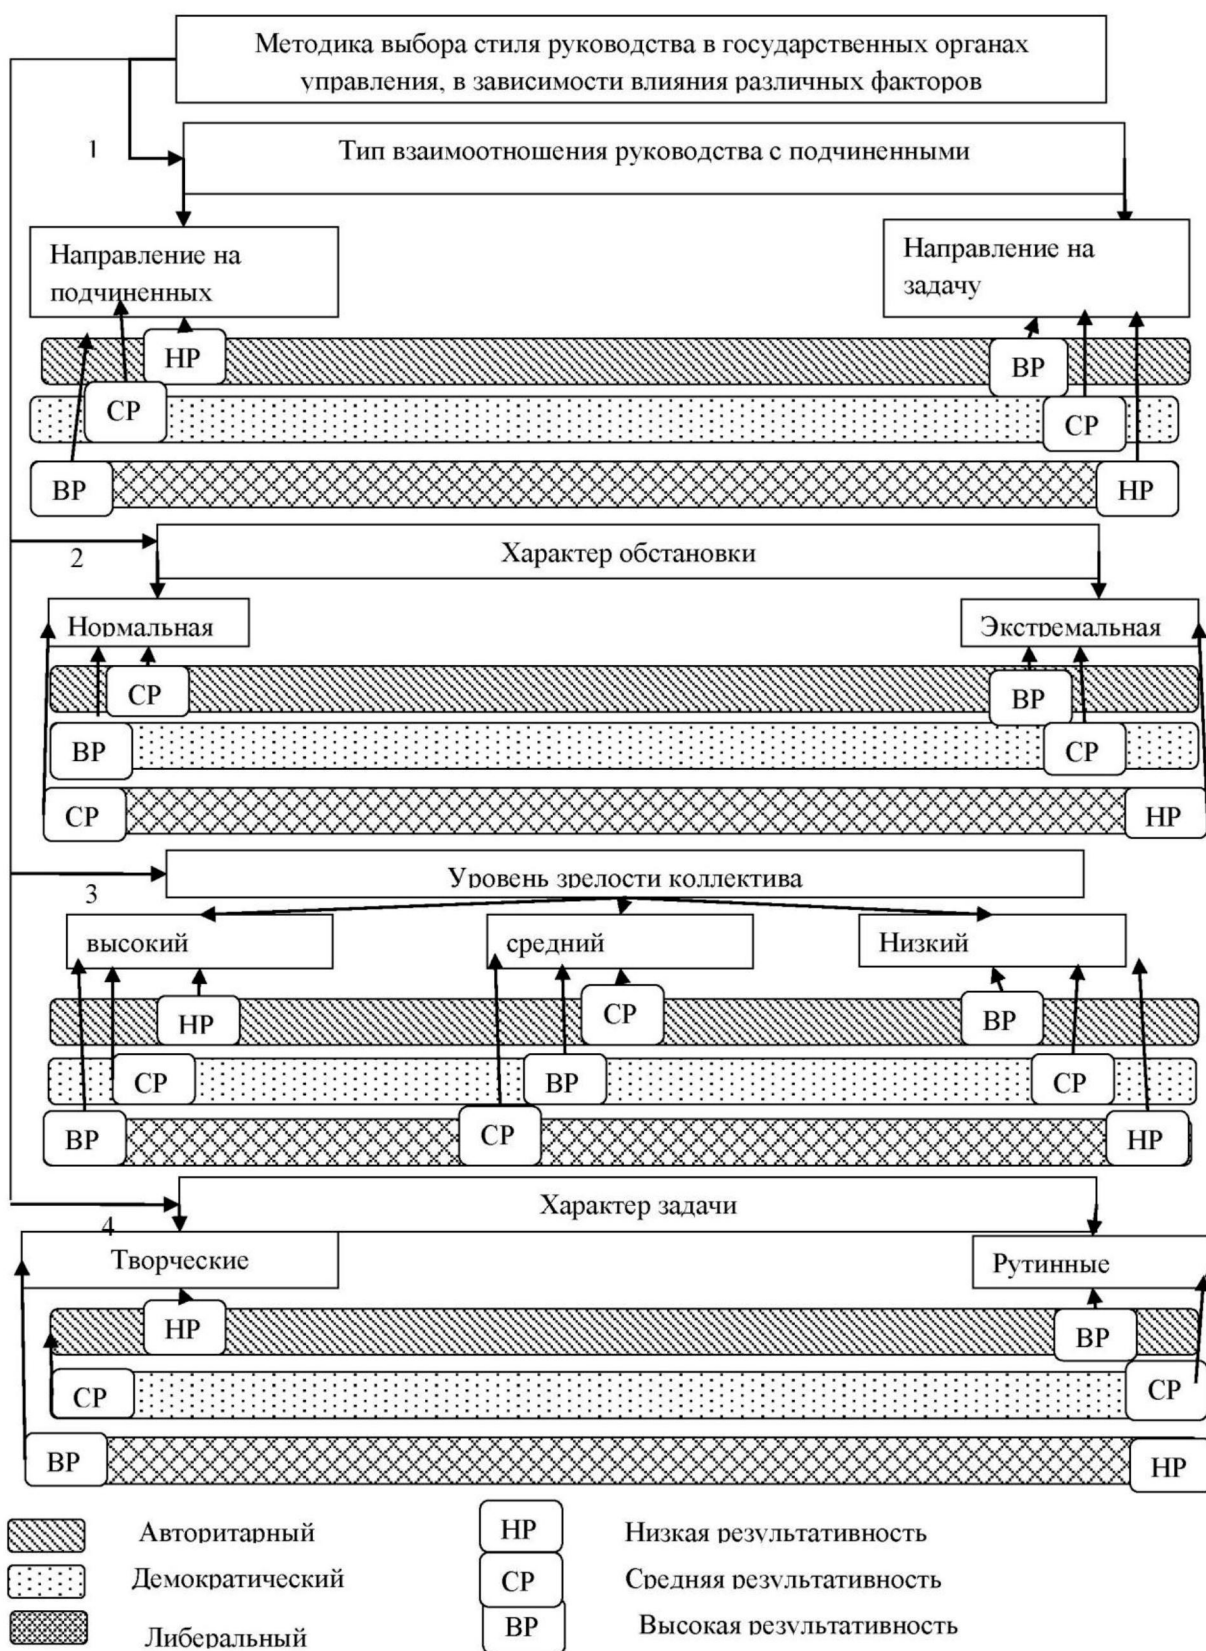 Методика выбора стиля руководства в государственных органах
управления, в зависимости влияния различных факторов
1
Тип взаимоотношения руководства с подчиненными
Направление на
подчиненных
Направление на
задачу
НР
ВР
СР
СР
ВР
НР
2
Характер обстановки
Нормальная
Экстремальная
СР
ВР
ВР
СР
СР
НР
3
Уровень зрелости коллектива
высокий
средний
Низкий
НР
СР
ВР
СР
ВР
СР
ВР
СР
НР
4
Характер задачи
Творческие
Рутинные
НР
ВР
СР
СР
ВР
НР
Авторитарный
НР
Низкая результативность
Демократический
СР
Средняя результативность
Либеральный
ВР
Высокая результативность